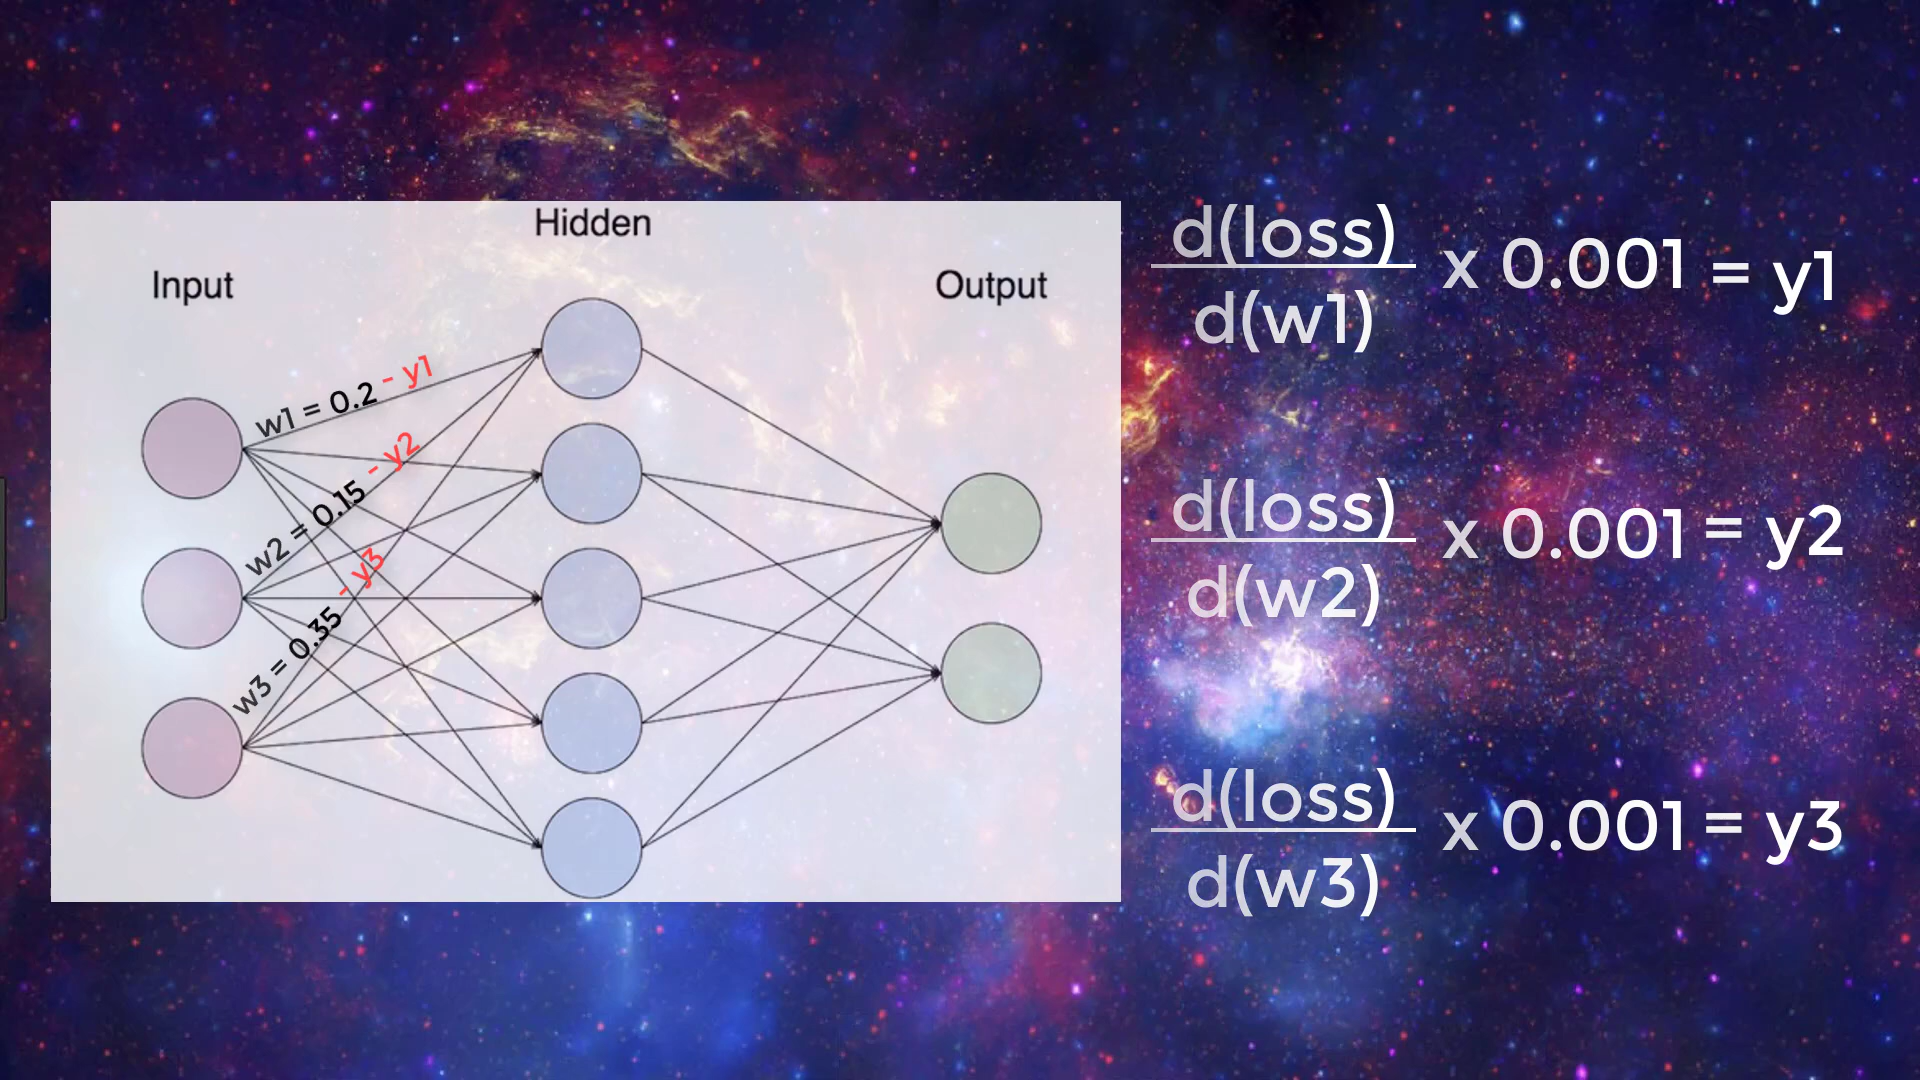 Hidden
Input
Output
w1 = 0.2 - y1
w2 = 0.15 - y2
w3 = 0.35 - y3
d(loss)
d(w1)
x 0.001 = y1
d(loss)
d(w2)
x 0.001 = y2
d(loss)
d(w3)
x 0.001 = y3